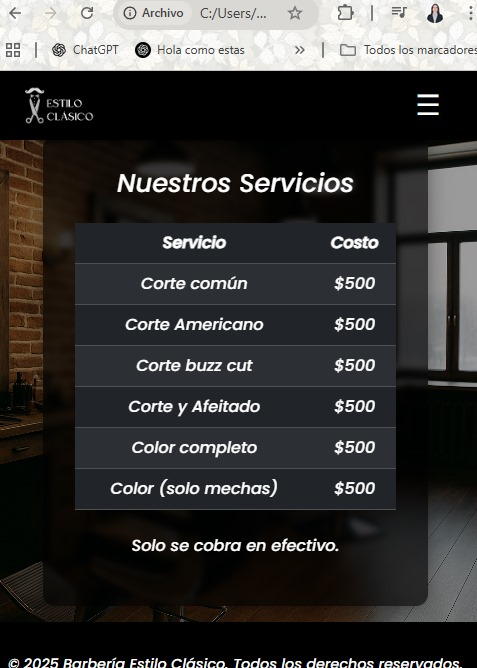 Archivo C:/Users/...
ChatGPT Hola como estas Todos los marcadores
ESTILO
CLÁSICO
Nuestros Servicios
Servicio Costo
Corte común $500
Corte Americano $500
Corte buzz cut $500
Corte y Afeitado $500
Color completo $500
Color (solo mechas) $500
Solo se cobra en efectivo.
© 2025 Barbería Estilo Clásico. Todos los derechos reservados.